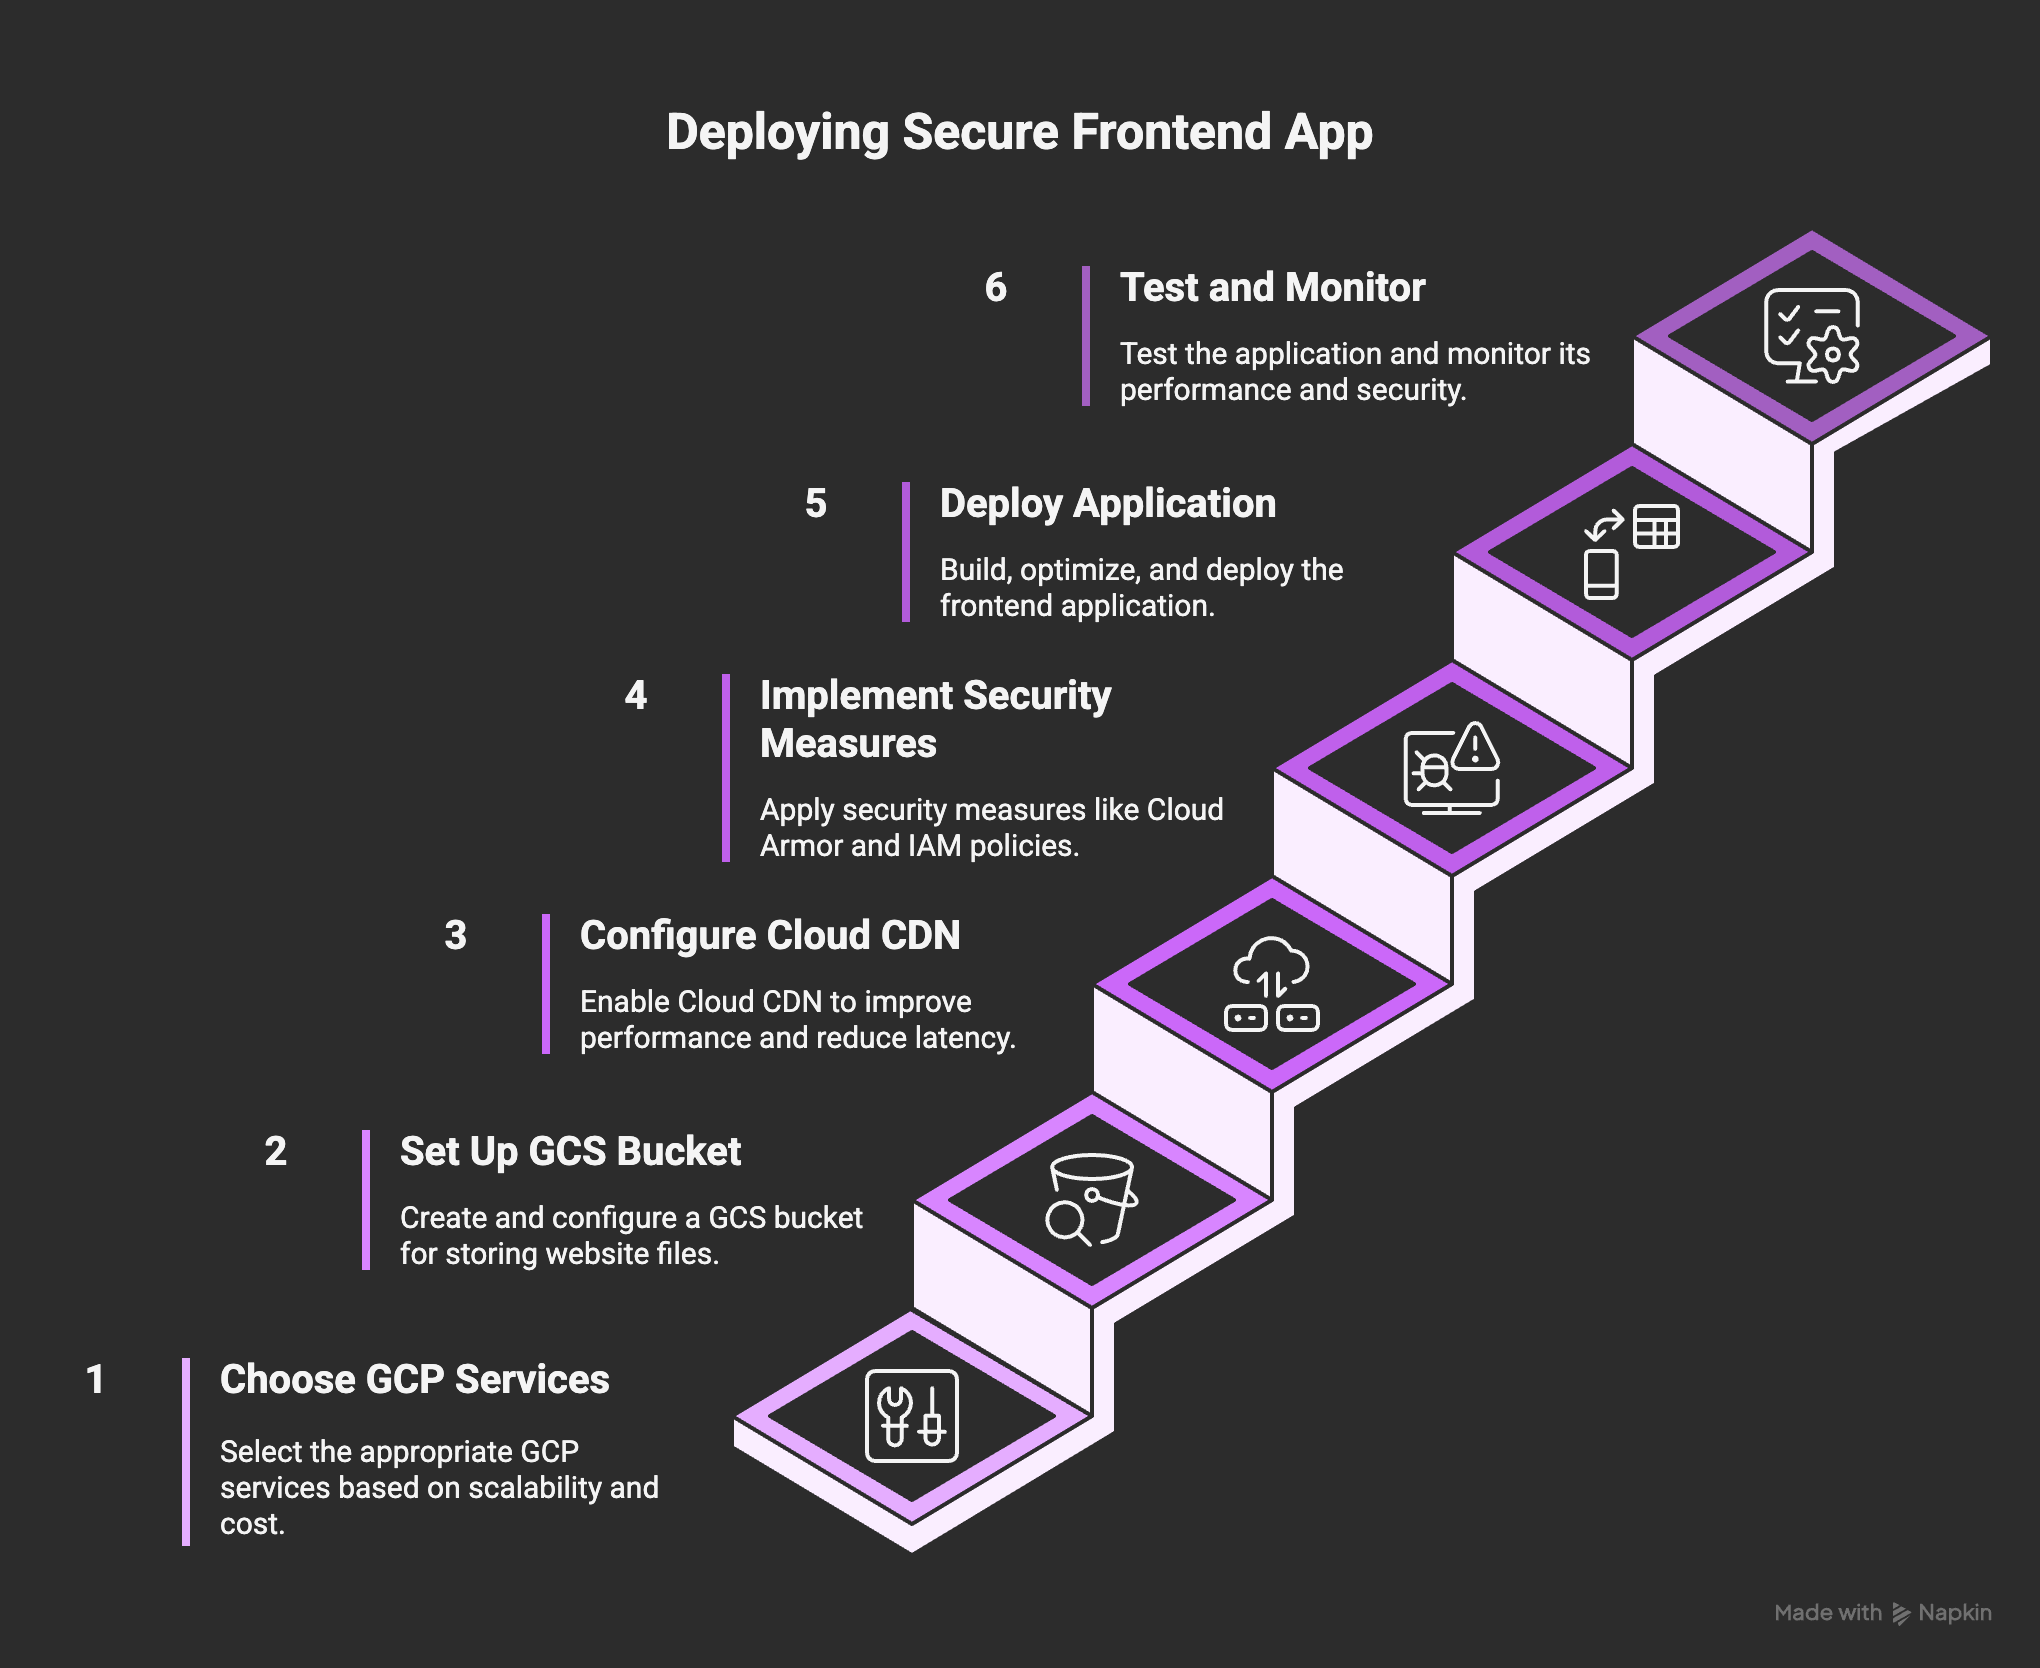 Deploying Secure Frontend App
6
Test and Monitor
Test the application and monitor its
performance and security.
5
Deploy Application
Build, optimize, and deploy the
frontend application.
4
Implement Security
Measures
Apply security measures like Cloud
Armor and IAM policies.
3
Configure Cloud CDN
Enable Cloud CDN to improve
performance and reduce latency.
2
Set Up GCS Bucket
Create and configure a GCS bucket
for storing website files.
1
Choose GCP Services
Select the appropriate GCP
services based on scalability and
cost.
Made with Napkin